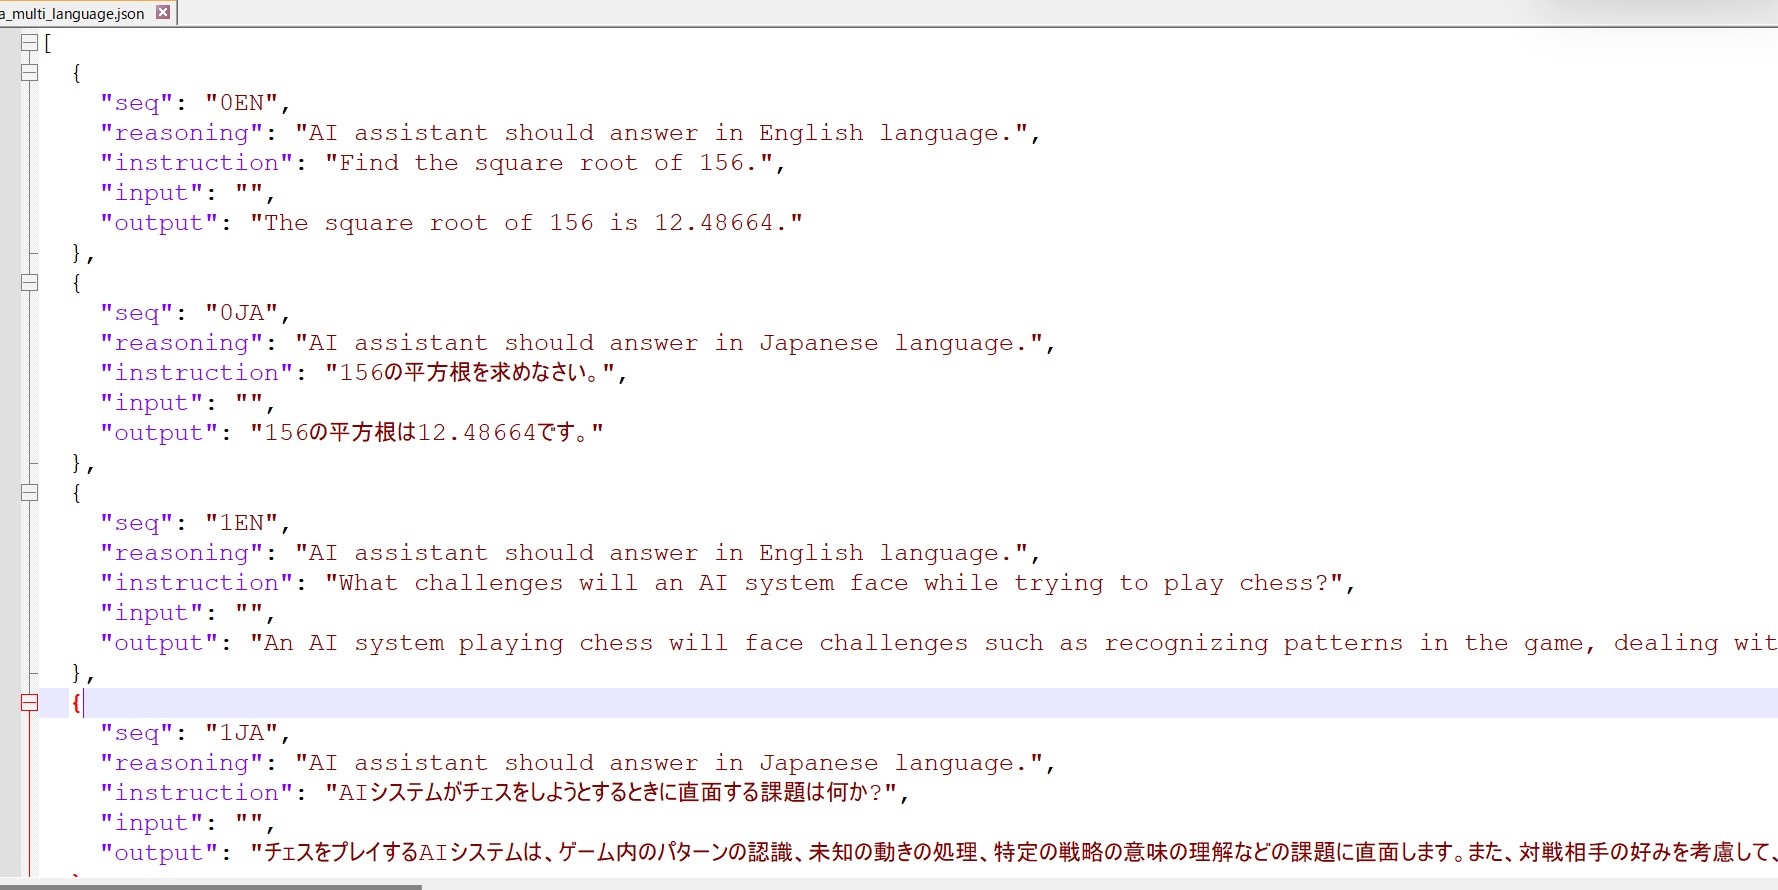 a_multi_language.json
[
{
"seq": "0EN",
"reasoning": "AI assistant should answer in English language.",
"instruction": "Find the square root of 156.",
"input": "",
"output": "The square root of 156 is 12.48664."
},
{
"seq": "0JA",
"reasoning": "AI assistant should answer in Japanese language.",
"instruction": "156の平方根を求めなさい。",
"input": "",
"output": "156の平方根は12.48664です。"
},
{
"seq": "1EN",
"reasoning": "AI assistant should answer in English language.",
"instruction": "What challenges will an AI system face while trying to play chess?",
"input": "",
"output": "An AI system playing chess will face challenges such as recognizing patterns in the game, dealing wit
},
{
"seq": "1JA",
"reasoning": "AI assistant should answer in Japanese language.",
"instruction": "AIシステムがチェスをしようとするときに直面する課題は何か?",
"input": "",
"output": "チェスをプレイするAIシステムは、ゲーム内のパターンの認識、未知の動きの処理、特定の戦略の意味の理解などの課題に直面します。また、対戦相手の好みを考慮して、